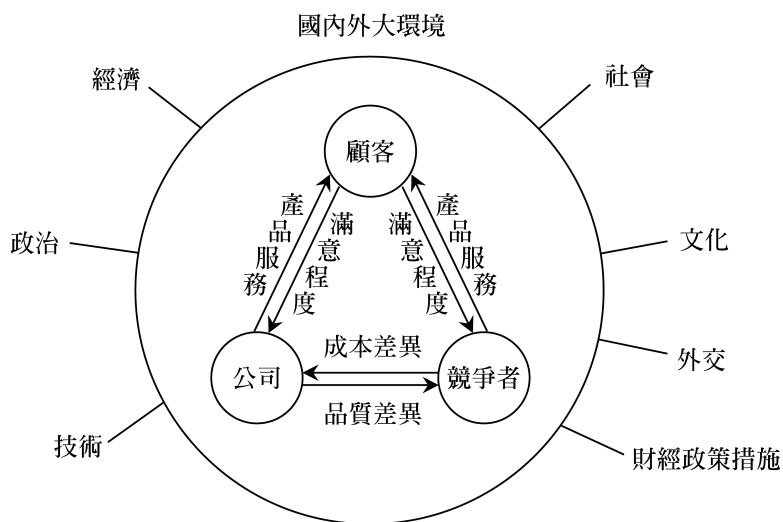 國內外大環境
經濟
社會
顧客
產品服務
滿意程度
滿意程度
產品服務
政治
文化
成本差異
公司
競爭者
品質差異
外交
技術
財經政策措施